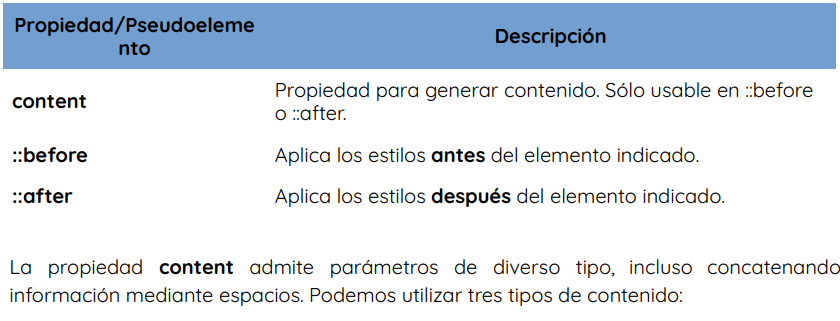 Propiedad/Pseudoeleme
nto
Descripción
content
Propiedad para generar contenido. Sólo usable en ::before
o ::after.
::before
Aplica los estilos antes del elemento indicado.
::after
Aplica los estilos después del elemento indicado.
La propiedad content admite parámetros de diverso tipo, incluso concatenando
información mediante espacios. Podemos utilizar tres tipos de contenido: